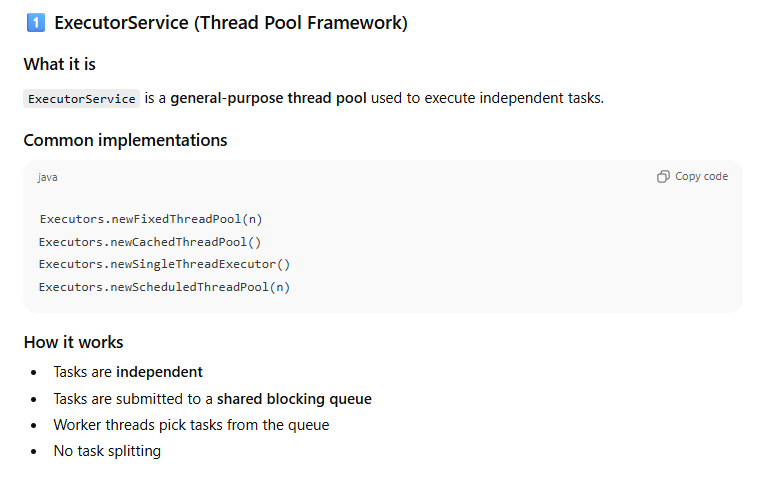 1 ExecutorService (Thread Pool Framework)
What it is
ExecutorService is a general-purpose thread pool used to execute independent tasks.
Common implementations
java
Copy code
Executors.newFixedThreadPool(n)
Executors.newCachedThreadPool()
Executors.newSingleThreadExecutor()
Executors.newScheduledThreadPool(n)
How it works
• Tasks are independent
• Tasks are submitted to a shared blocking queue
• Worker threads pick tasks from the queue
• No task splitting